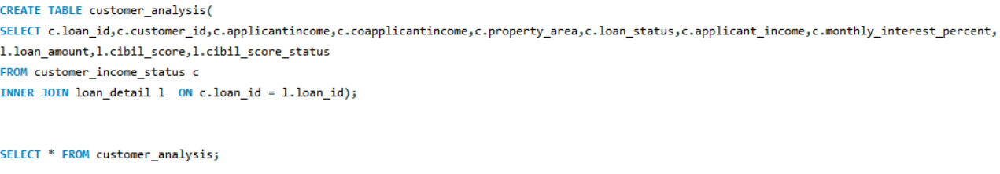 CREATE TABLE customer_analysis(
SELECT c.loan_id,c.customer_id,c.applicantincome,c.coapplicantincome,c.property_area,c.loan_status,c.applicant_income,c.monthly_interest_percent,
l.loan_amount,l.cibil_score,l.cibil_score_status
FROM customer_income_status c
INNER JOIN loan_detail l  ON c.loan_id = l.loan_id);
SELECT * FROM customer_analysis;